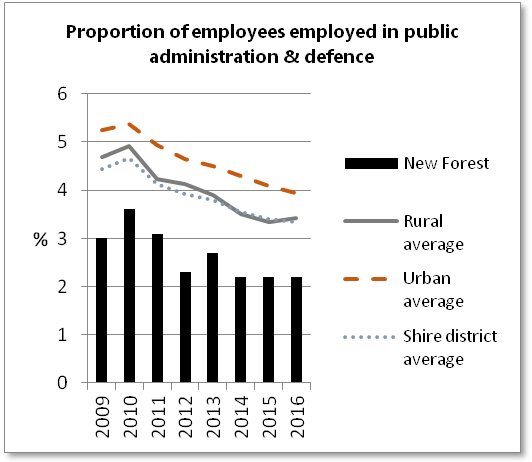 Proportion of employees employed in public
administration & defence
6
5
4
3
2
1
0
%
2009
2010
2011
2012
2013
2014
2015
2016
New Forest
Rural
average
Urban
average
Shire district
average